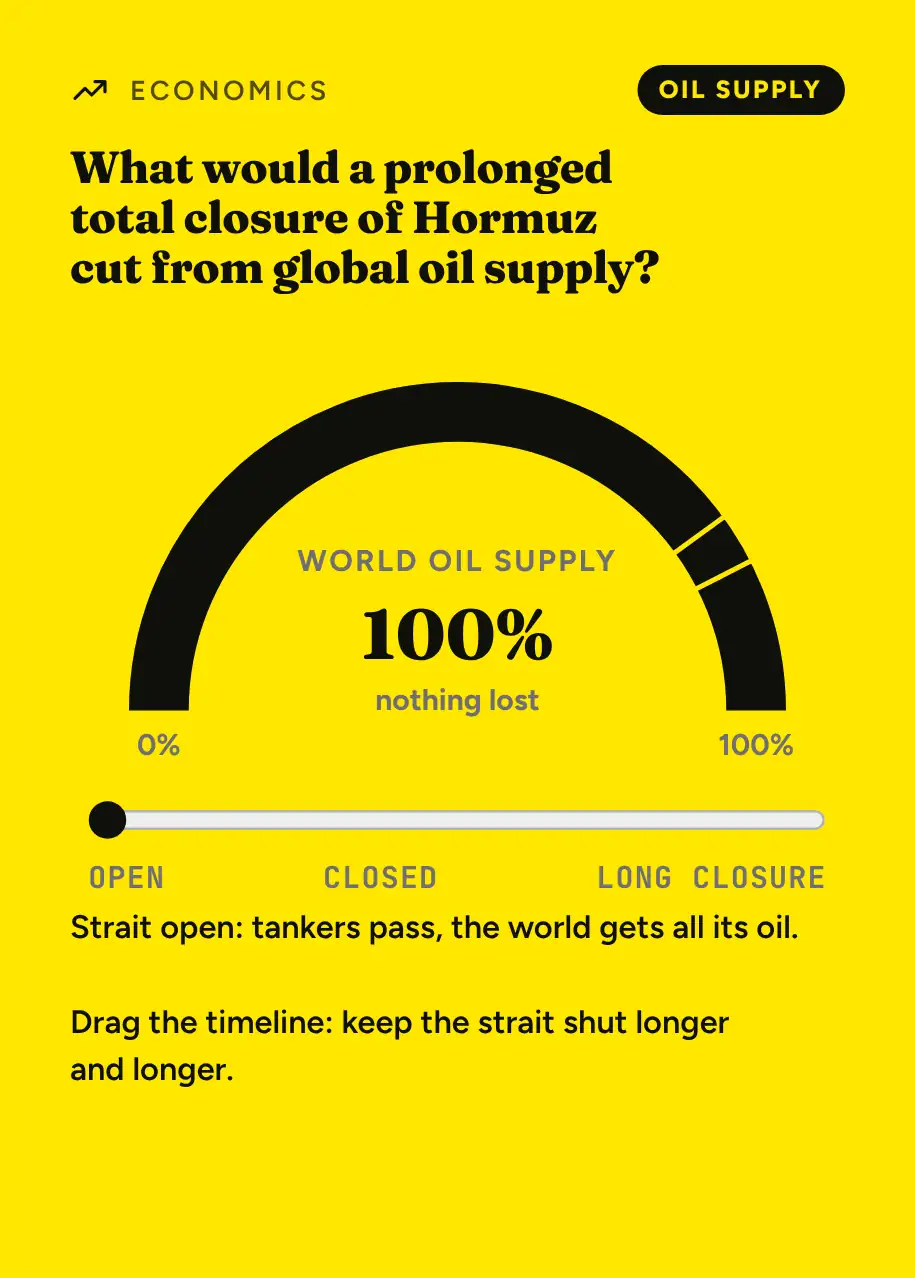 ECONOMICS
OIL SUPPLY
What would a prolonged
total closure of Hormuz
cut from global oil supply?
WORLD OIL SUPPLY
100%
nothing lost
0%
100%
OPEN
CLOSED
LONG CLOSURE
Strait open: tankers pass, the world gets all its oil.
Drag the timeline: keep the strait shut longer
and longer.